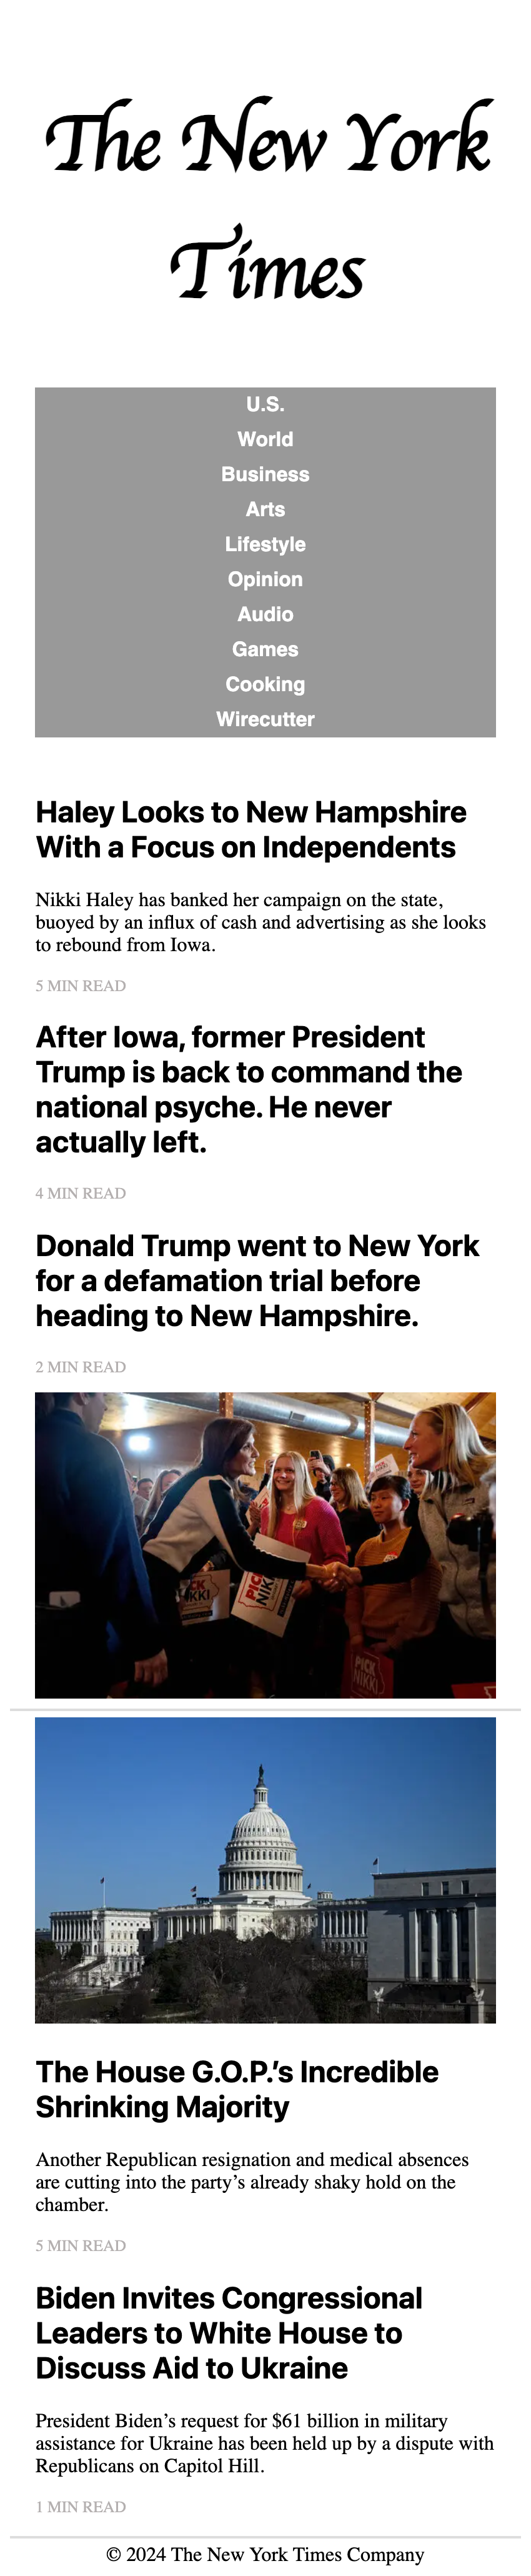 The New York
Times
U.S.
World
Business
Arts
Lifestyle
Opinion
Audio
Games
Cooking
Wirecutter
Haley Looks to New Hampshire
With a Focus on Independents
Nikki Haley has banked her campaign on the state,
buoyed by an influx of cash and advertising as she looks
to rebound from Iowa.
5 MIN READ
After Iowa, former President
Trump is back to command the
national psyche. He never
actually left.
4 MIN READ
Donald Trump went to New York
for a defamation trial before
heading to New Hampshire.
2 MIN READ
PICK
NIKKI
PICK
NIKKI
The House G.O.P.’s Incredible
Shrinking Majority
Another Republican resignation and medical absences
are cutting into the party’s already shaky hold on the
chamber.
5 MIN READ
Biden Invites Congressional
Leaders to White House to
Discuss Aid to Ukraine
President Biden’s request for $61 billion in military
assistance for Ukraine has been held up by a dispute with
Republicans on Capitol Hill.
1 MIN READ
© 2024 The New York Times Company